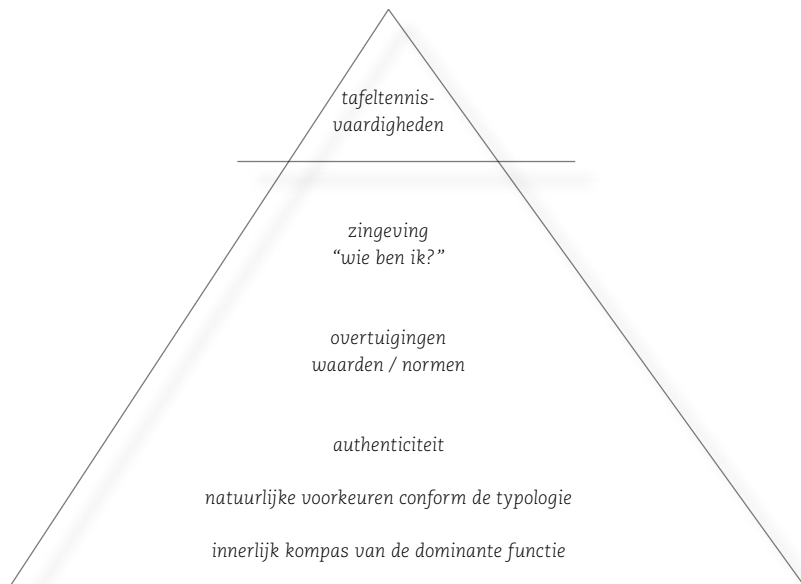 tafeltennis-
vaardigheden
zingeving
“wie ben ik?”
overtuigingen
waarden / normen
authenticiteit
natuurlijke voorkeuren conform de typologie
innerlijk kompas van de dominante functie